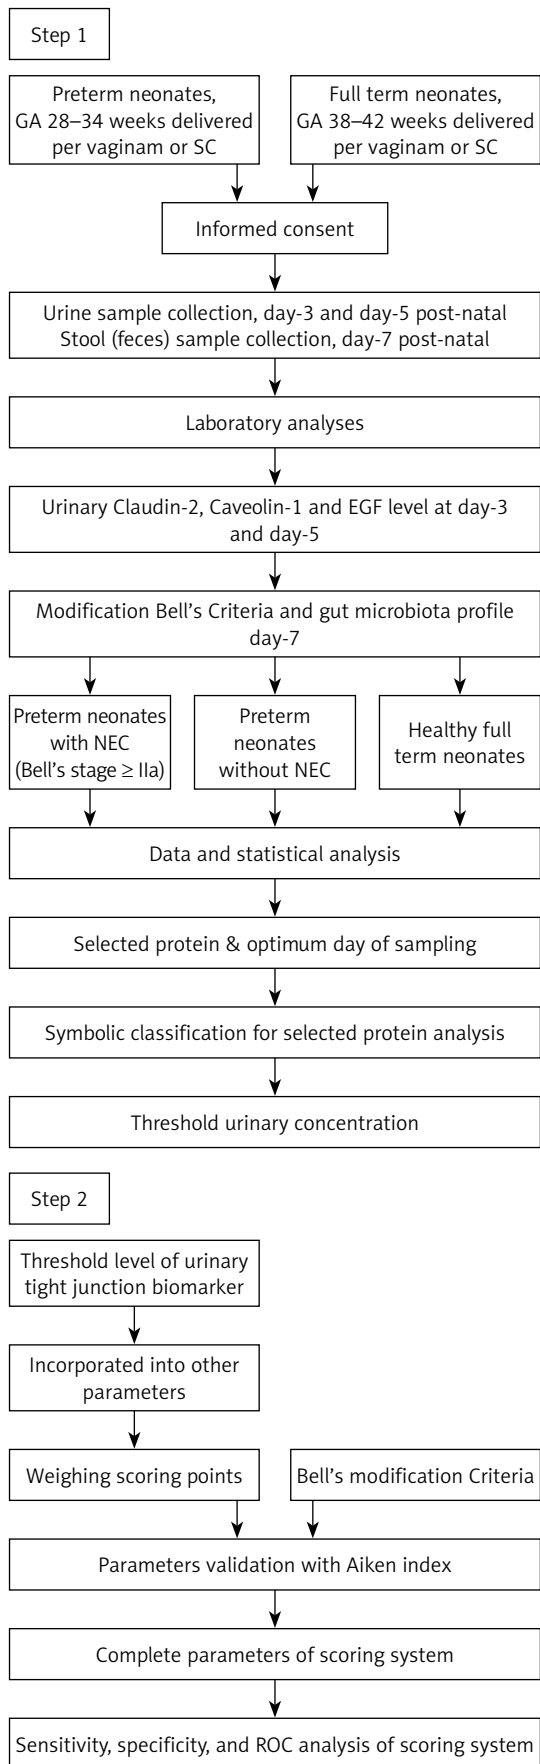 Step 1
Preterm neonates,
GA 28–34 weeks delivered
per vaginam or SC
Full term neonates,
GA 38–42 weeks delivered
per vaginam or SC
Informed consent
Urine sample collection, day-3 and day-5 post-natal
Stool (feces) sample collection, day-7 post-natal
Laboratory analyses
Urinary Claudin-2, Caveolin-1 and EGF level at day-3
and day-5
Modification Bell's Criteria and gut microbiota profile
day-7
Preterm neonates
with NEC
(Bell's stage ≥ IIa)
Preterm
neonates
without NEC
Healthy full
term neonates
Data and statistical analysis
Selected protein & optimum day of sampling
Symbolic classification for selected protein analysis
Threshold urinary concentration
Step 2
Threshold level of urinary
tight junction biomarker
Incorporated into other
parameters
Weighing scoring points
Bell's modification Criteria
Parameters validation with Aiken index
Complete parameters of scoring system
Sensitivity, specificity, and ROC analysis of scoring system